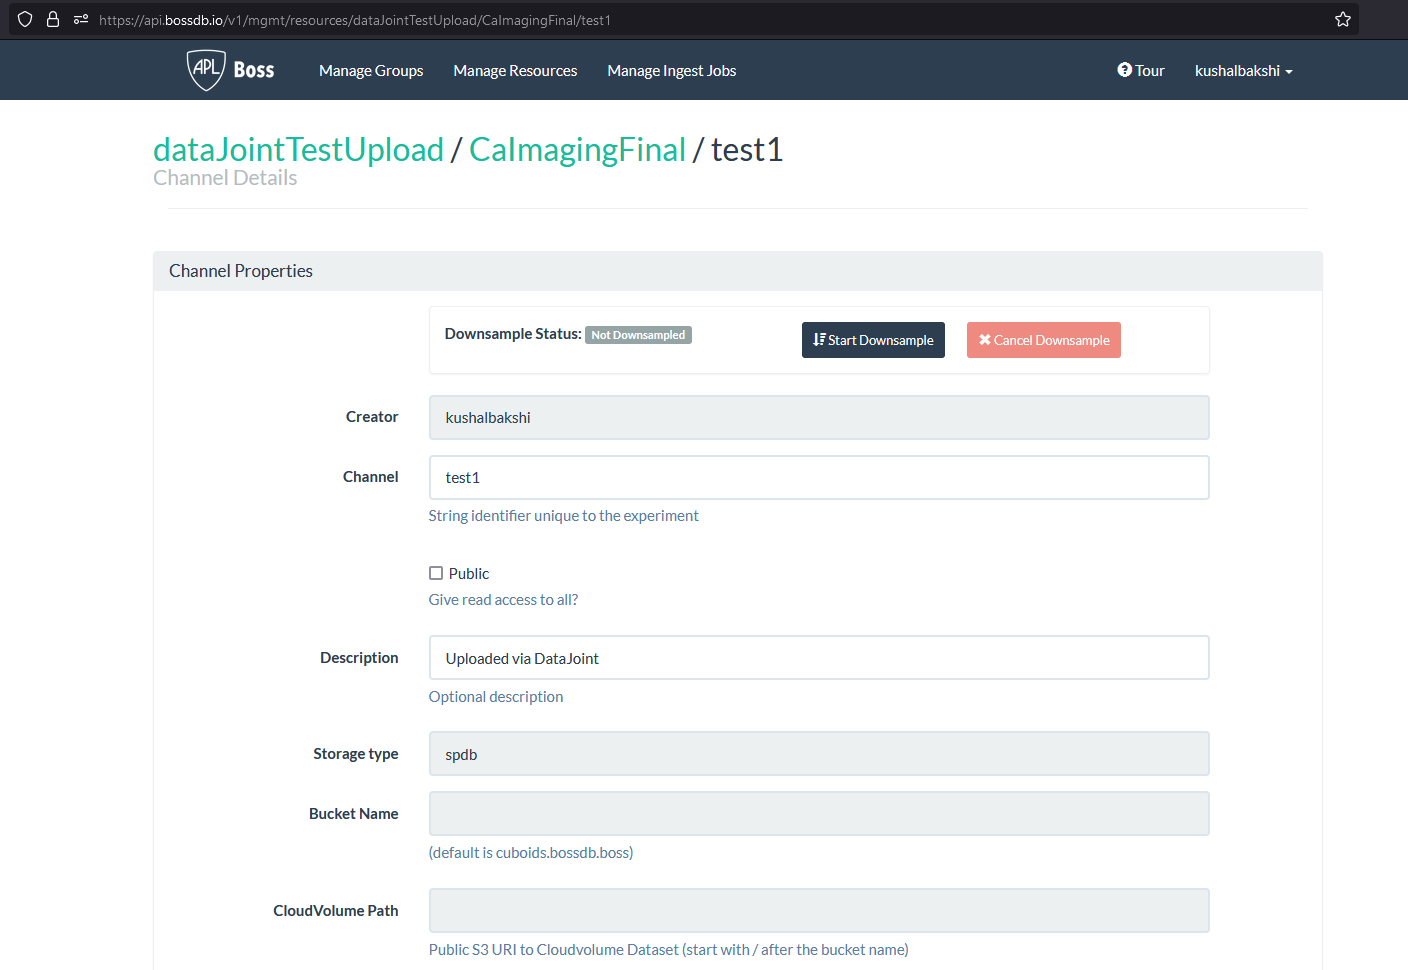 https://api.bossdb.io/v1/mgmt/resources/dataJointTestUpload/CaImagingFinal/test1
APL Boss Manage Groups Manage Resources Manage Ingest Jobs Tour kushalbakshi
dataJointTestUpload / CaImagingFinal / test1
Channel Details
Channel Properties
Downsample Status: Not Downsampled Start Downsample Cancel Downsample
Creator kushalbakshi
Channel test1
String identifier unique to the experiment
Public
Give read access to all?
Description Uploaded via DataJoint
Optional description
Storage type spdb
Bucket Name
(default is cuboids.bossdb.boss)
CloudVolume Path
Public S3 URI to Cloudvolume Dataset (start with / after the bucket name)